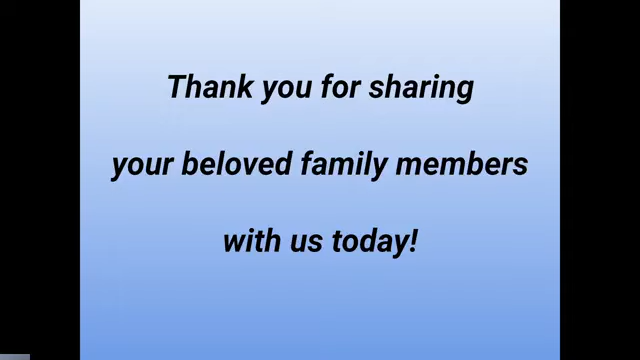 Thank you for sharing
your beloved family members
with us today!